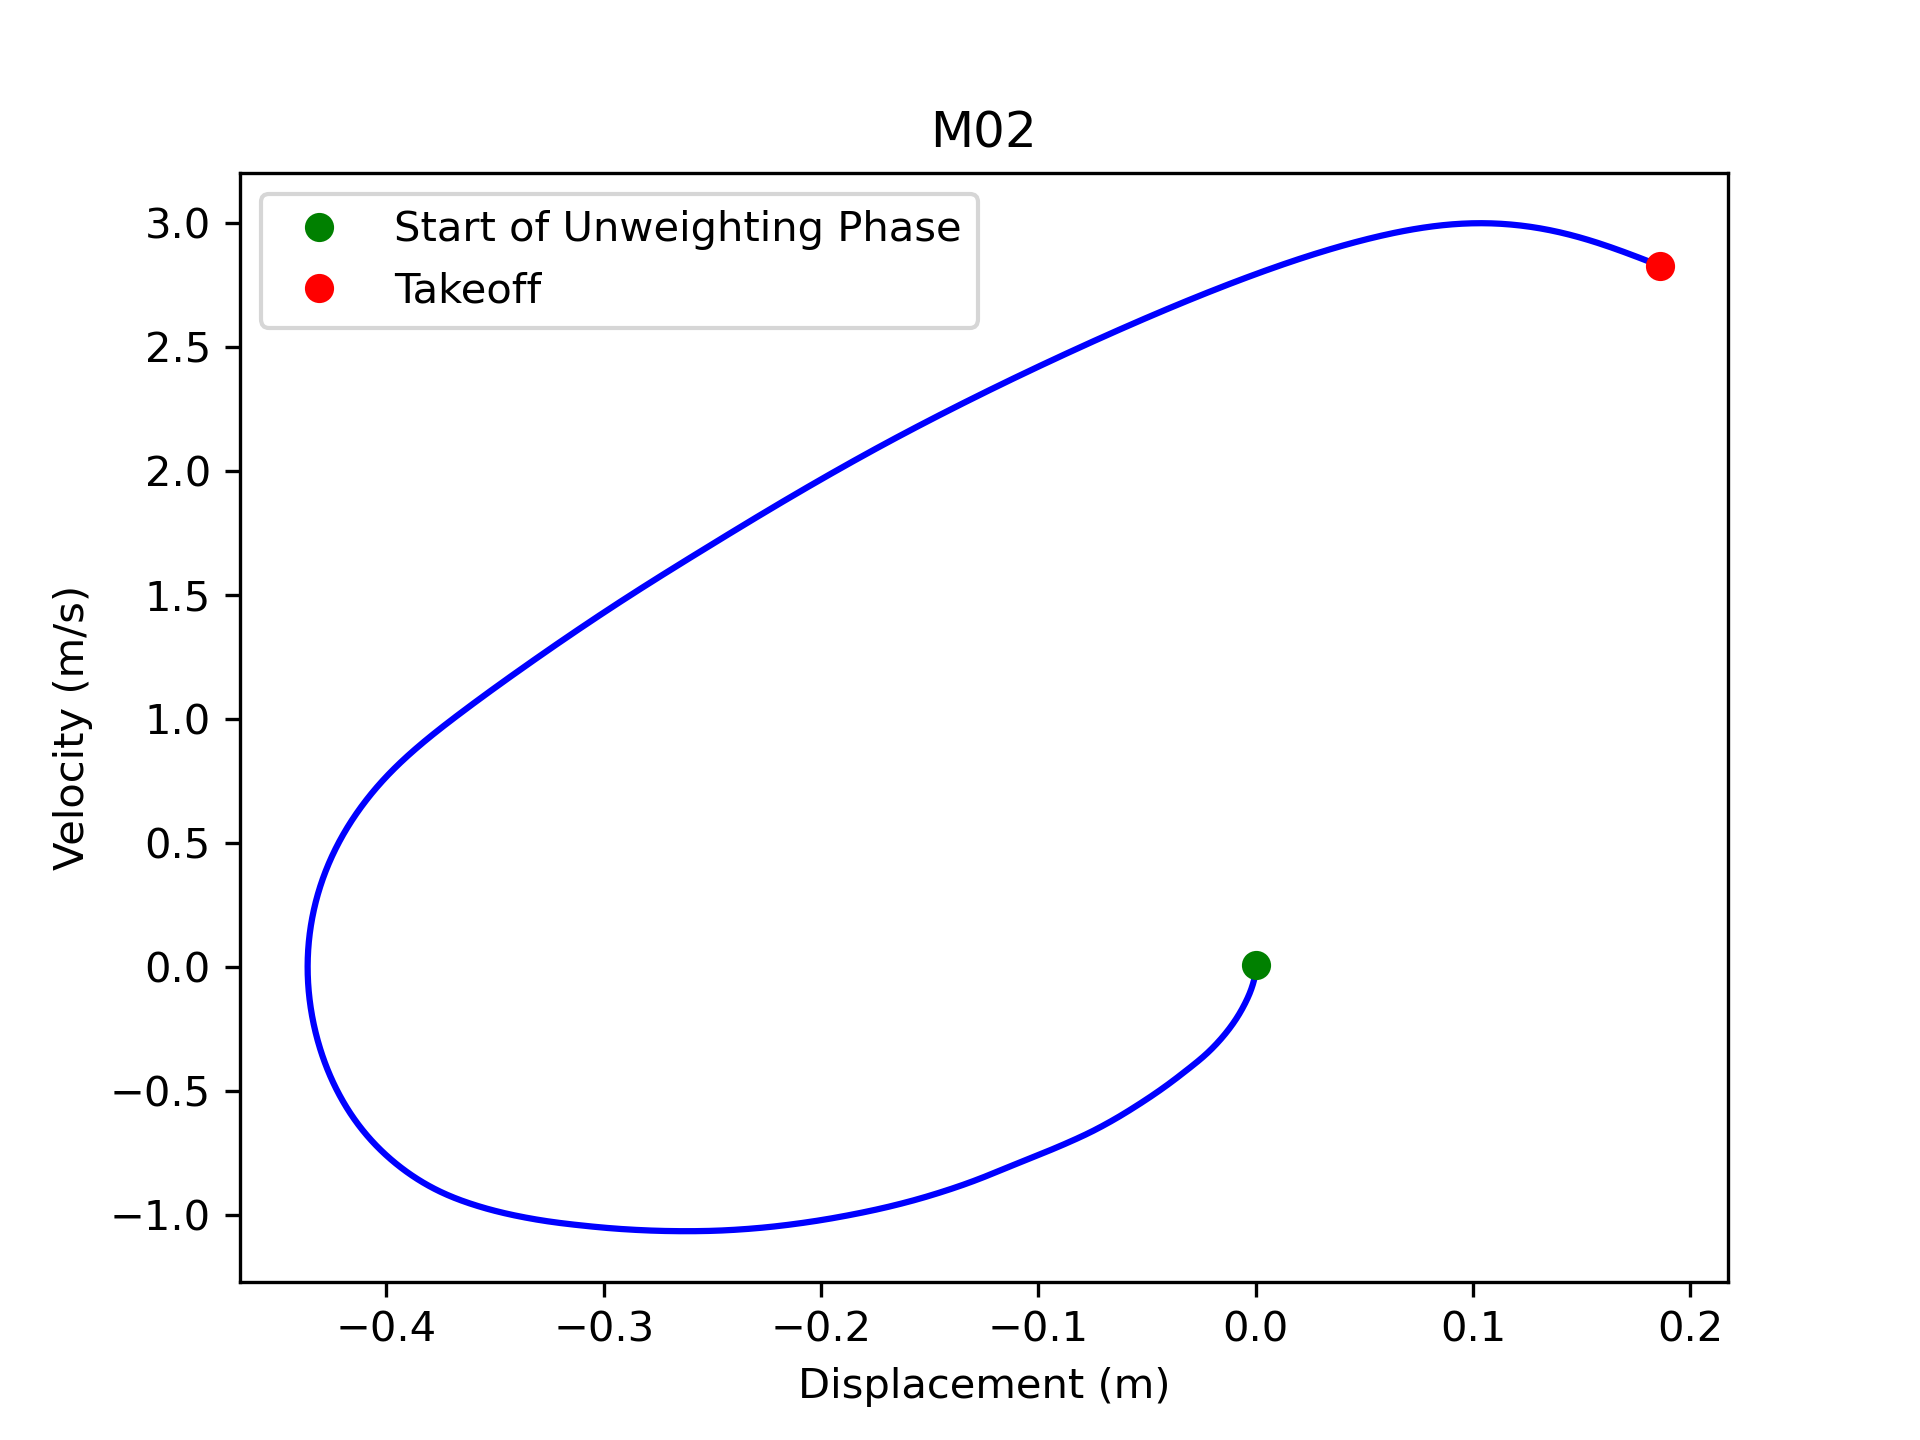 M02
Start of Unweighting Phase
Takeoff
3.0
2.5
2.0
1.5
1.0
0.5
0.0
−0.5
−1.0
Velocity (m/s)
−0.4 −0.3 −0.2 −0.1 0.0 0.1 0.2
Displacement (m)